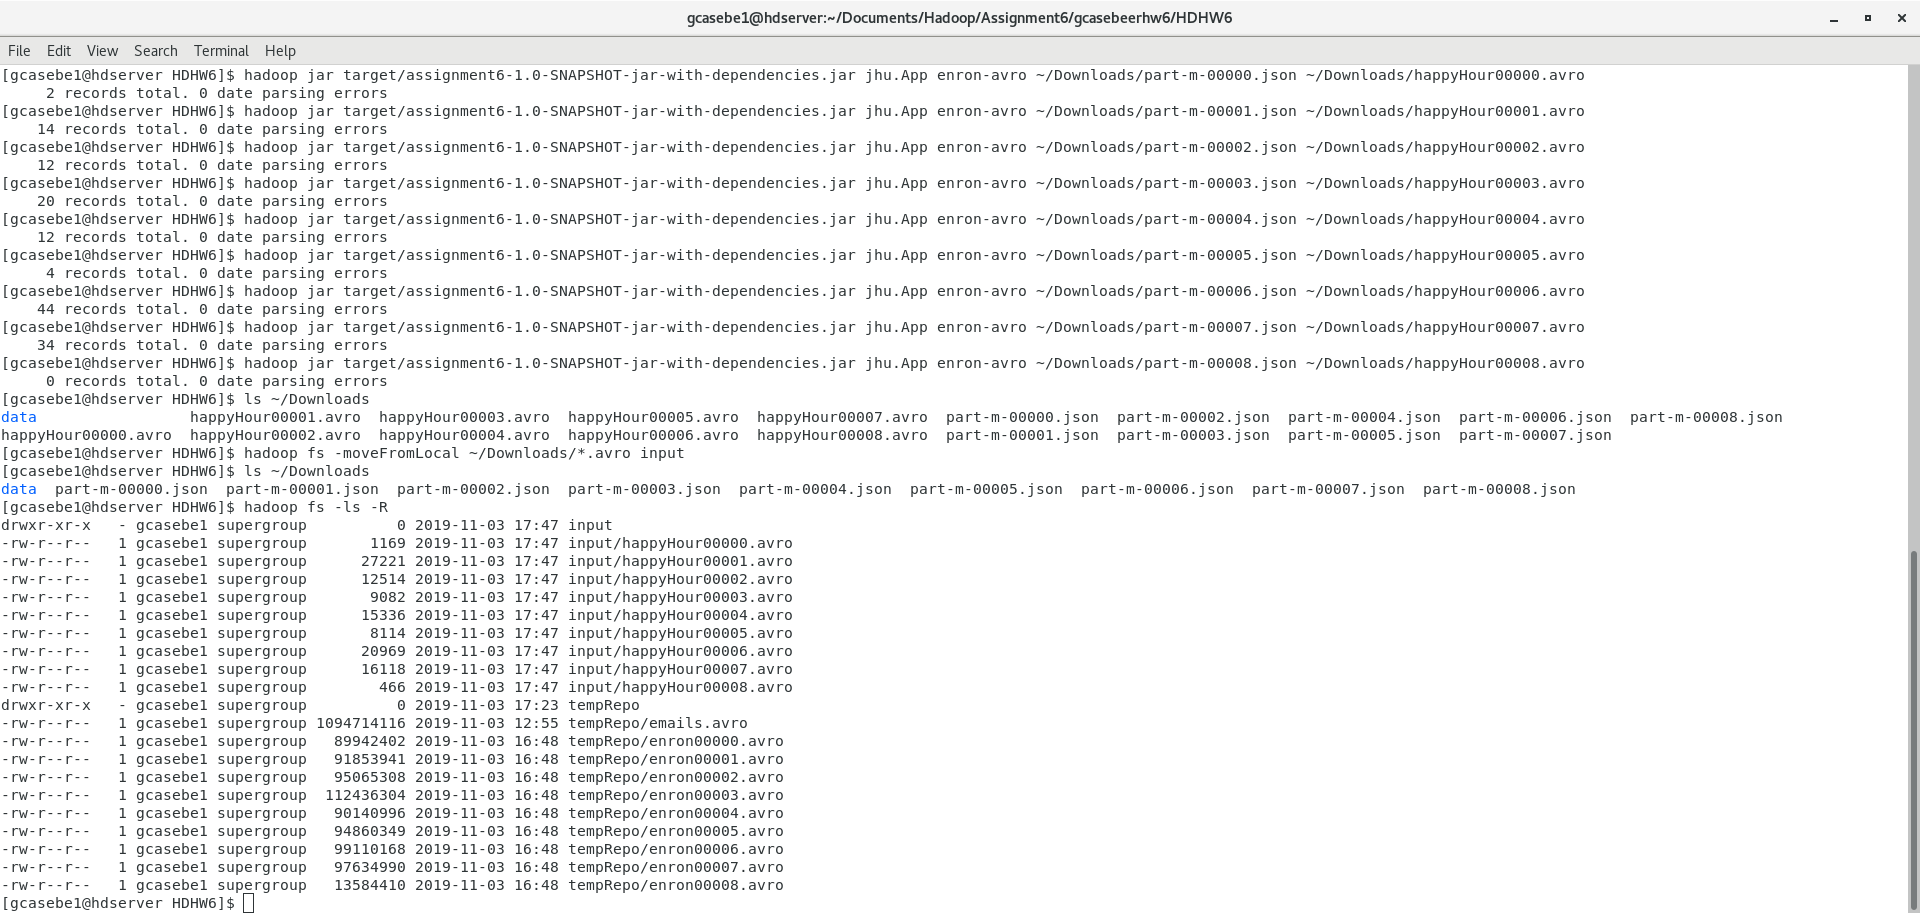 gcasebe1@hdserver:~/Documents/Hadoop/Assignment6/gcasebeerhw6/HDHW6
File Edit View Search Terminal Help
[gcasebe1@hdserver HDHW6]$ hadoop jar target/assignment6-1.0-SNAPSHOT-jar-with-dependencies.jar jhu.App enron-avro ~/Downloads/part-m-00000.json ~/Downloads/happyHour00000.avro
     2 records total. 0 date parsing errors
[gcasebe1@hdserver HDHW6]$ hadoop jar target/assignment6-1.0-SNAPSHOT-jar-with-dependencies.jar jhu.App enron-avro ~/Downloads/part-m-00001.json ~/Downloads/happyHour00001.avro
    14 records total. 0 date parsing errors
[gcasebe1@hdserver HDHW6]$ hadoop jar target/assignment6-1.0-SNAPSHOT-jar-with-dependencies.jar jhu.App enron-avro ~/Downloads/part-m-00002.json ~/Downloads/happyHour00002.avro
    12 records total. 0 date parsing errors
[gcasebe1@hdserver HDHW6]$ hadoop jar target/assignment6-1.0-SNAPSHOT-jar-with-dependencies.jar jhu.App enron-avro ~/Downloads/part-m-00003.json ~/Downloads/happyHour00003.avro
    20 records total. 0 date parsing errors
[gcasebe1@hdserver HDHW6]$ hadoop jar target/assignment6-1.0-SNAPSHOT-jar-with-dependencies.jar jhu.App enron-avro ~/Downloads/part-m-00004.json ~/Downloads/happyHour00004.avro
    12 records total. 0 date parsing errors
[gcasebe1@hdserver HDHW6]$ hadoop jar target/assignment6-1.0-SNAPSHOT-jar-with-dependencies.jar jhu.App enron-avro ~/Downloads/part-m-00005.json ~/Downloads/happyHour00005.avro
     4 records total. 0 date parsing errors
[gcasebe1@hdserver HDHW6]$ hadoop jar target/assignment6-1.0-SNAPSHOT-jar-with-dependencies.jar jhu.App enron-avro ~/Downloads/part-m-00006.json ~/Downloads/happyHour00006.avro
    44 records total. 0 date parsing errors
[gcasebe1@hdserver HDHW6]$ hadoop jar target/assignment6-1.0-SNAPSHOT-jar-with-dependencies.jar jhu.App enron-avro ~/Downloads/part-m-00007.json ~/Downloads/happyHour00007.avro
    34 records total. 0 date parsing errors
[gcasebe1@hdserver HDHW6]$ hadoop jar target/assignment6-1.0-SNAPSHOT-jar-with-dependencies.jar jhu.App enron-avro ~/Downloads/part-m-00008.json ~/Downloads/happyHour00008.avro
     0 records total. 0 date parsing errors
[gcasebe1@hdserver HDHW6]$ ls ~/Downloads
data                 happyHour00001.avro  happyHour00003.avro  happyHour00005.avro  happyHour00007.avro  part-m-00000.json  part-m-00002.json  part-m-00004.json  part-m-00006.json  part-m-00008.json
happyHour00000.avro  happyHour00002.avro  happyHour00004.avro  happyHour00006.avro  happyHour00008.avro  part-m-00001.json  part-m-00003.json  part-m-00005.json  part-m-00007.json
[gcasebe1@hdserver HDHW6]$ hadoop fs -moveFromLocal ~/Downloads/*.avro input
[gcasebe1@hdserver HDHW6]$ ls ~/Downloads
data  part-m-00000.json  part-m-00001.json  part-m-00002.json  part-m-00003.json  part-m-00004.json  part-m-00005.json  part-m-00006.json  part-m-00007.json  part-m-00008.json
[gcasebe1@hdserver HDHW6]$ hadoop fs -ls -R
drwxr-xr-x   - gcasebe1 supergroup          0 2019-11-03 17:47 input
-rw-r--r--   1 gcasebe1 supergroup       1169 2019-11-03 17:47 input/happyHour00000.avro
-rw-r--r--   1 gcasebe1 supergroup      27221 2019-11-03 17:47 input/happyHour00001.avro
-rw-r--r--   1 gcasebe1 supergroup      12514 2019-11-03 17:47 input/happyHour00002.avro
-rw-r--r--   1 gcasebe1 supergroup       9082 2019-11-03 17:47 input/happyHour00003.avro
-rw-r--r--   1 gcasebe1 supergroup      15336 2019-11-03 17:47 input/happyHour00004.avro
-rw-r--r--   1 gcasebe1 supergroup       8114 2019-11-03 17:47 input/happyHour00005.avro
-rw-r--r--   1 gcasebe1 supergroup      20969 2019-11-03 17:47 input/happyHour00006.avro
-rw-r--r--   1 gcasebe1 supergroup      16118 2019-11-03 17:47 input/happyHour00007.avro
-rw-r--r--   1 gcasebe1 supergroup        466 2019-11-03 17:47 input/happyHour00008.avro
drwxr-xr-x   - gcasebe1 supergroup          0 2019-11-03 17:23 tempRepo
-rw-r--r--   1 gcasebe1 supergroup 1094714116 2019-11-03 12:55 tempRepo/emails.avro
-rw-r--r--   1 gcasebe1 supergroup   89942402 2019-11-03 16:48 tempRepo/enron00000.avro
-rw-r--r--   1 gcasebe1 supergroup   91853941 2019-11-03 16:48 tempRepo/enron00001.avro
-rw-r--r--   1 gcasebe1 supergroup   95065308 2019-11-03 16:48 tempRepo/enron00002.avro
-rw-r--r--   1 gcasebe1 supergroup  112436304 2019-11-03 16:48 tempRepo/enron00003.avro
-rw-r--r--   1 gcasebe1 supergroup   90140996 2019-11-03 16:48 tempRepo/enron00004.avro
-rw-r--r--   1 gcasebe1 supergroup   94860349 2019-11-03 16:48 tempRepo/enron00005.avro
-rw-r--r--   1 gcasebe1 supergroup   99110168 2019-11-03 16:48 tempRepo/enron00006.avro
-rw-r--r--   1 gcasebe1 supergroup   97634990 2019-11-03 16:48 tempRepo/enron00007.avro
-rw-r--r--   1 gcasebe1 supergroup   13584410 2019-11-03 16:48 tempRepo/enron00008.avro
[gcasebe1@hdserver HDHW6]$